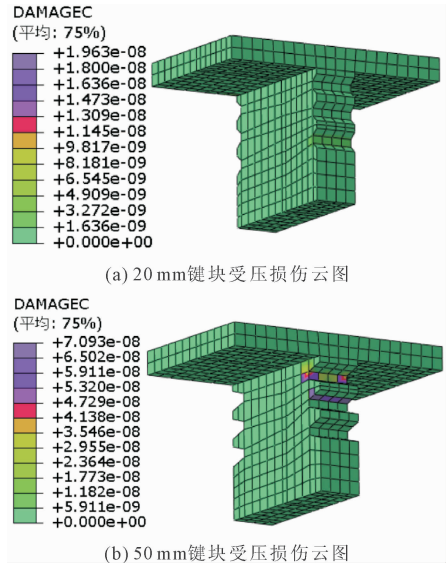 DAMAGEC
(平均: 75%)
+1.963e-08
+1.800e-08
+1.636e-08
+1.473e-08
+1.309e-08
+1.145e-08
+9.817e-09
+8.181e-09
+6.545e-09
+4.909e-09
+3.272e-09
+1.636e-09
+0.000e+00
(a) 20 mm键块受压损伤云图
DAMAGEC
(平均: 75%)
+7.093e-08
+6.502e-08
+5.911e-08
+5.320e-08
+4.729e-08
+4.138e-08
+3.546e-08
+2.955e-08
+2.364e-08
+1.773e-08
+1.182e-08
+5.911e-09
+0.000e+00
(b) 50 mm键块受压损伤云图